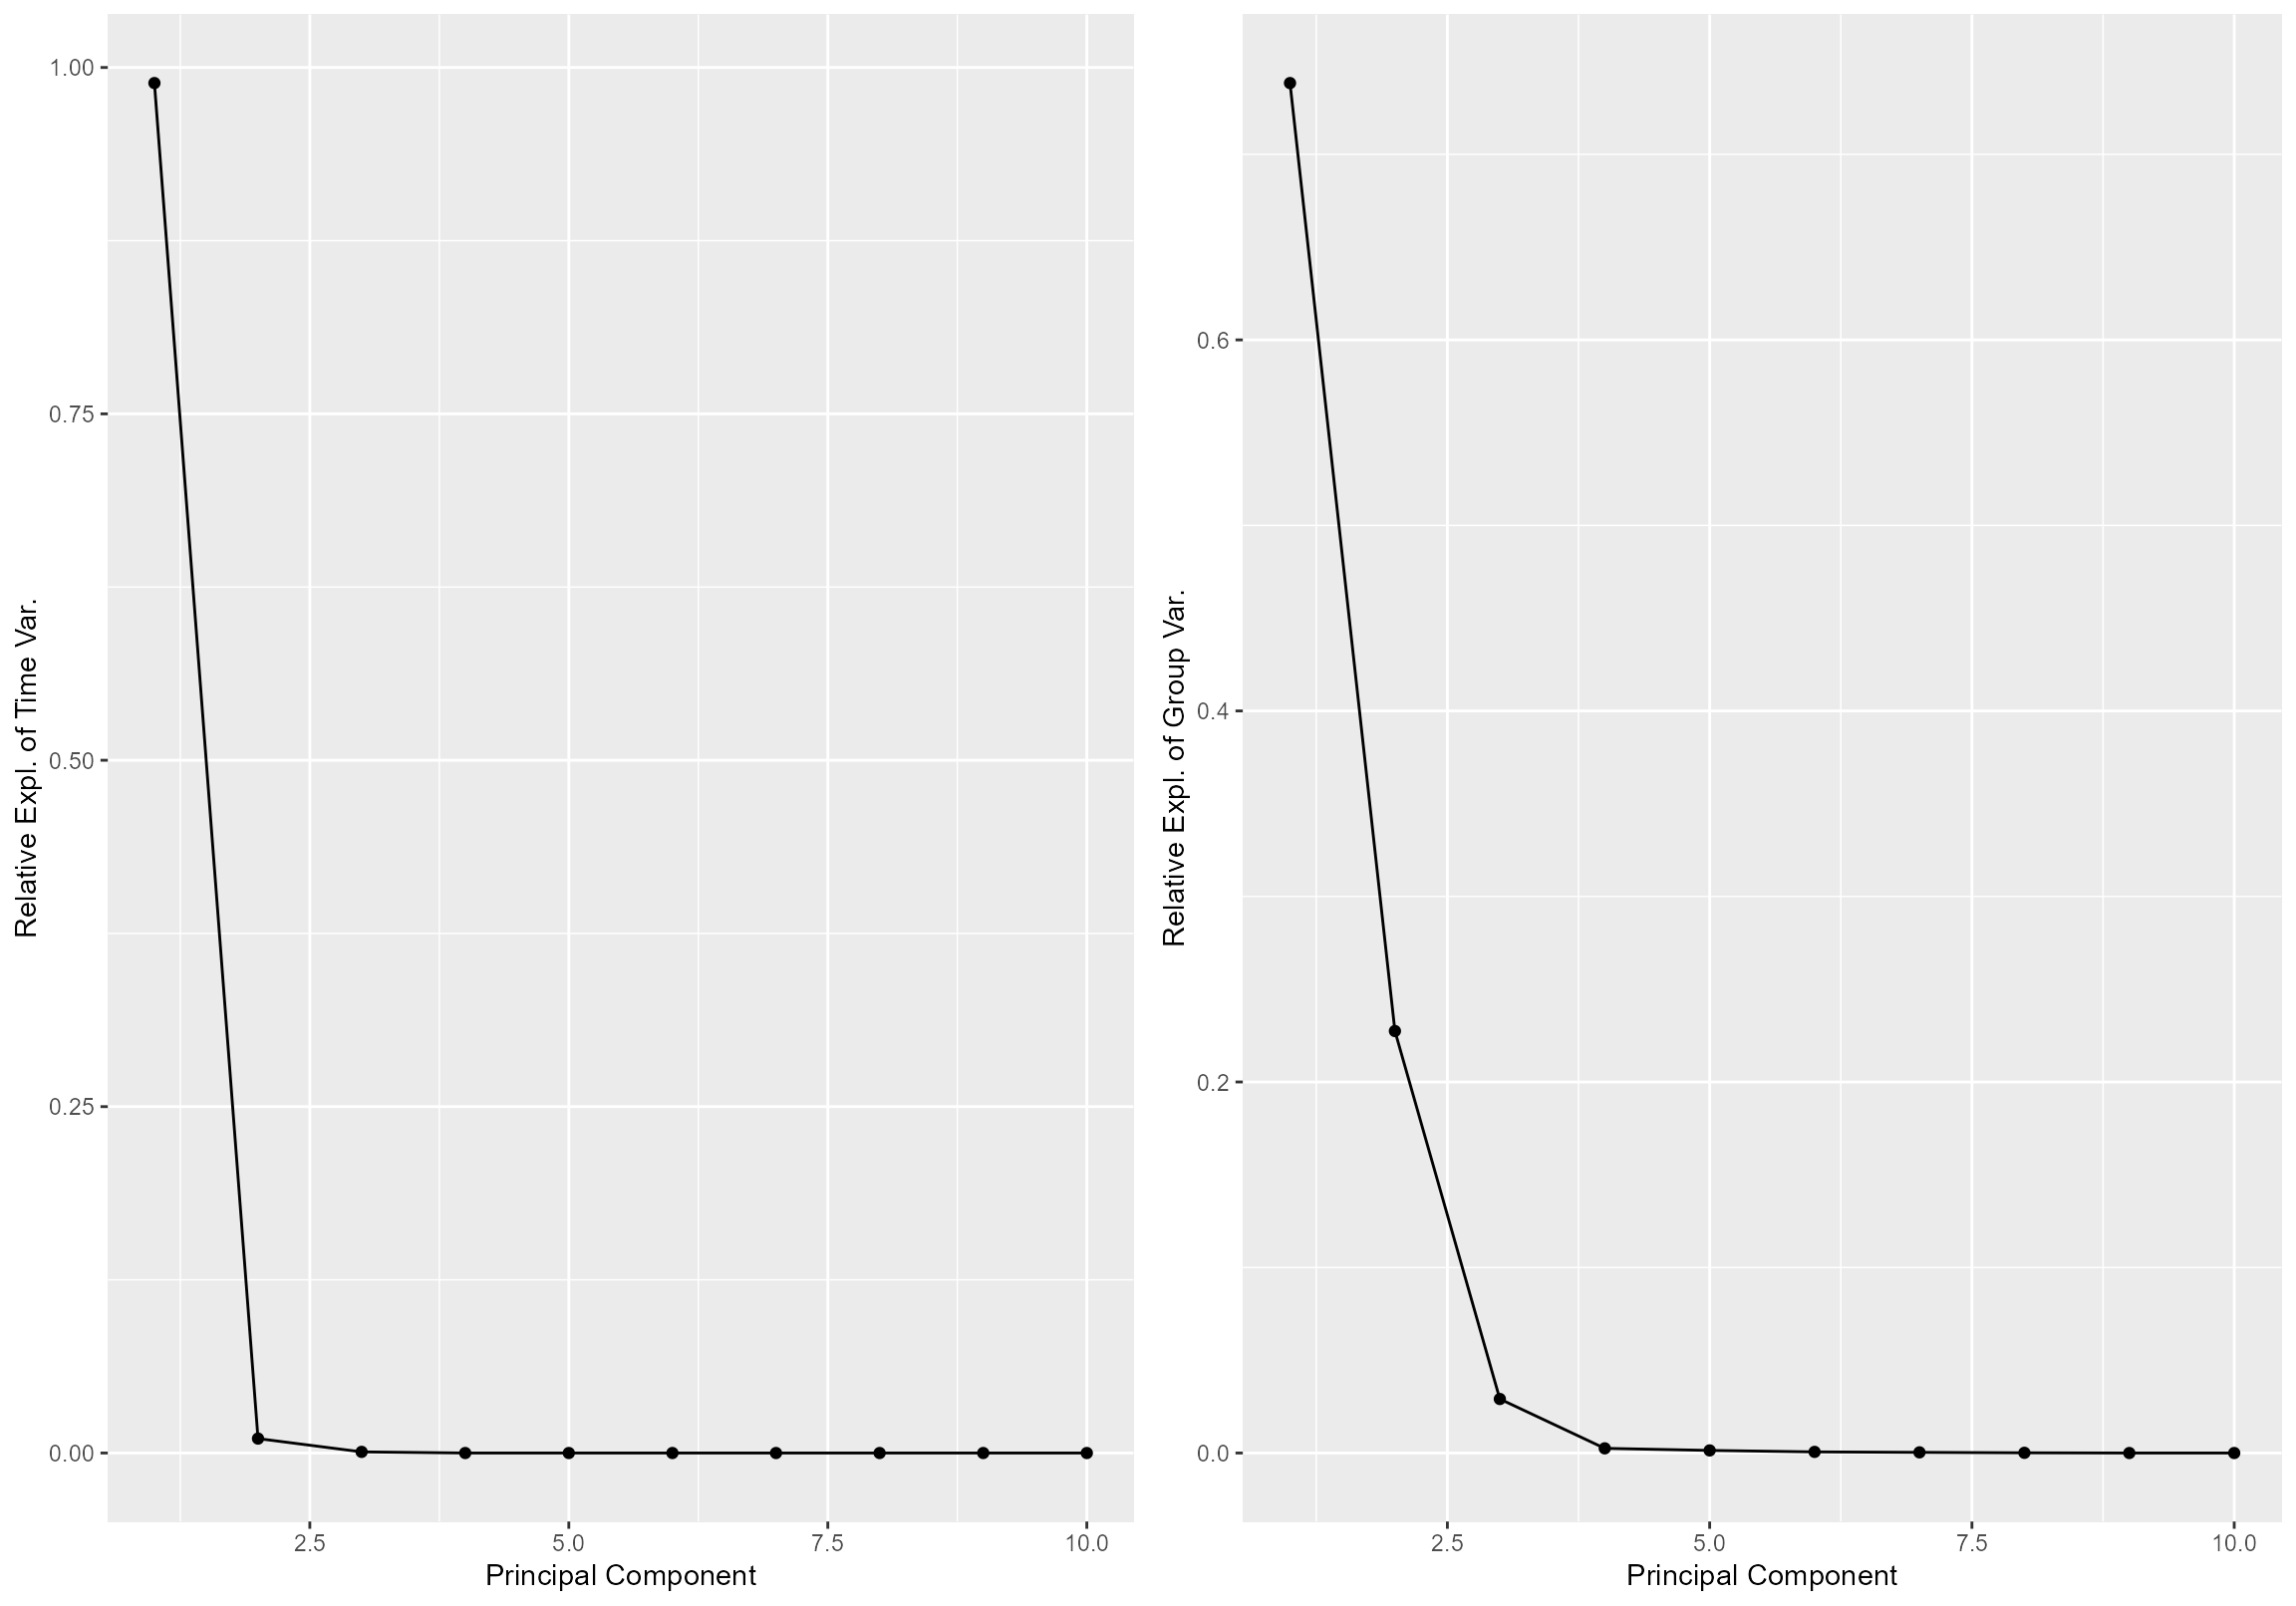 Relative Expl. of Time Var.
1.00
0.75
0.50
0.25
0.00
2.5 5.0 7.5 10.0
Principal Component
Relative Expl. of Group Var.
0.6
0.4
0.2
0.0
2.5 5.0 7.5 10.0
Principal Component